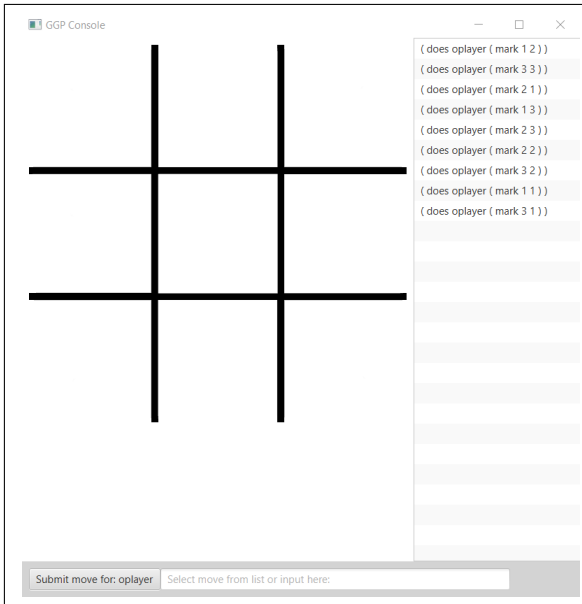 GGP Console
( does oplayer ( mark 1 2 ) )
( does oplayer ( mark 3 3 ) )
( does oplayer ( mark 2 1 ) )
( does oplayer ( mark 1 3 ) )
( does oplayer ( mark 2 3 ) )
( does oplayer ( mark 2 2 ) )
( does oplayer ( mark 3 2 ) )
( does oplayer ( mark 1 1 ) )
( does oplayer ( mark 3 1 ) )
Submit move for: oplayer Select move from list or input here: